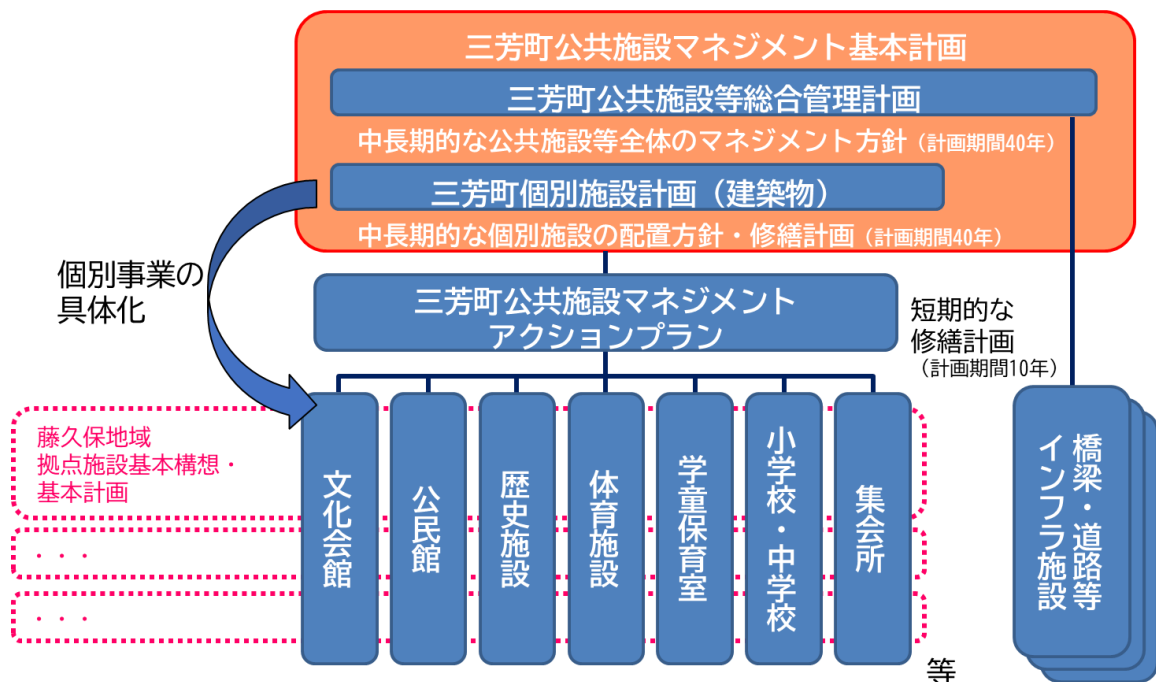 三芳町公共施設マネジメント基本計画
三芳町公共施設等総合管理計画
中長期的な公共施設等全体のマネジメント方針（計画期間40年）
三芳町個別施設計画（建築物）
中長期的な個別施設の配置方針・修繕計画（計画期間40年）
個別事業の
具体化
三芳町公共施設マネジメント
アクションプラン
短期的な
修繕計画
（計画期間10年）
藤久保地域
拠点施設基本構想・
基本計画
・・・
・・・
文化会館
公民館
歴史施設
体育施設
学童保育室
小学校・中学校
集会所
等
橋梁・道路等
インフラ施設